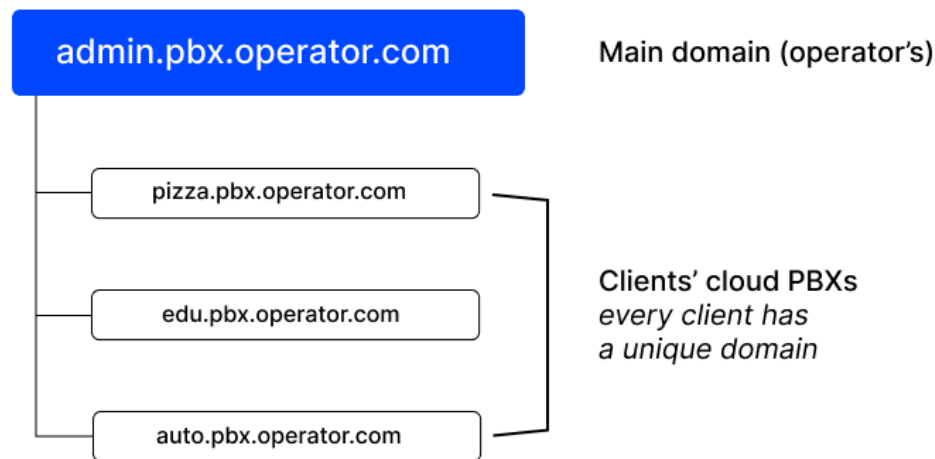 admin.pbx.operator.com
Main domain (operator's)
pizza.pbx.operator.com
edu.pbx.operator.com
auto.pbx.operator.com
Clients’ cloud PBXs
every client has
a unique domain